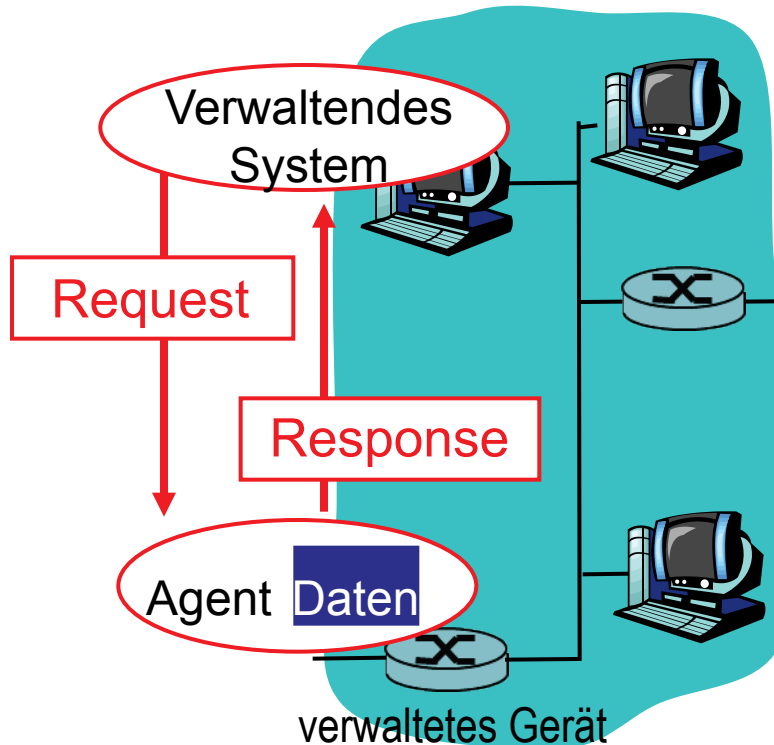 Verwaltendes
System
Request
Response
Agent Daten
verwaltetes Gerät